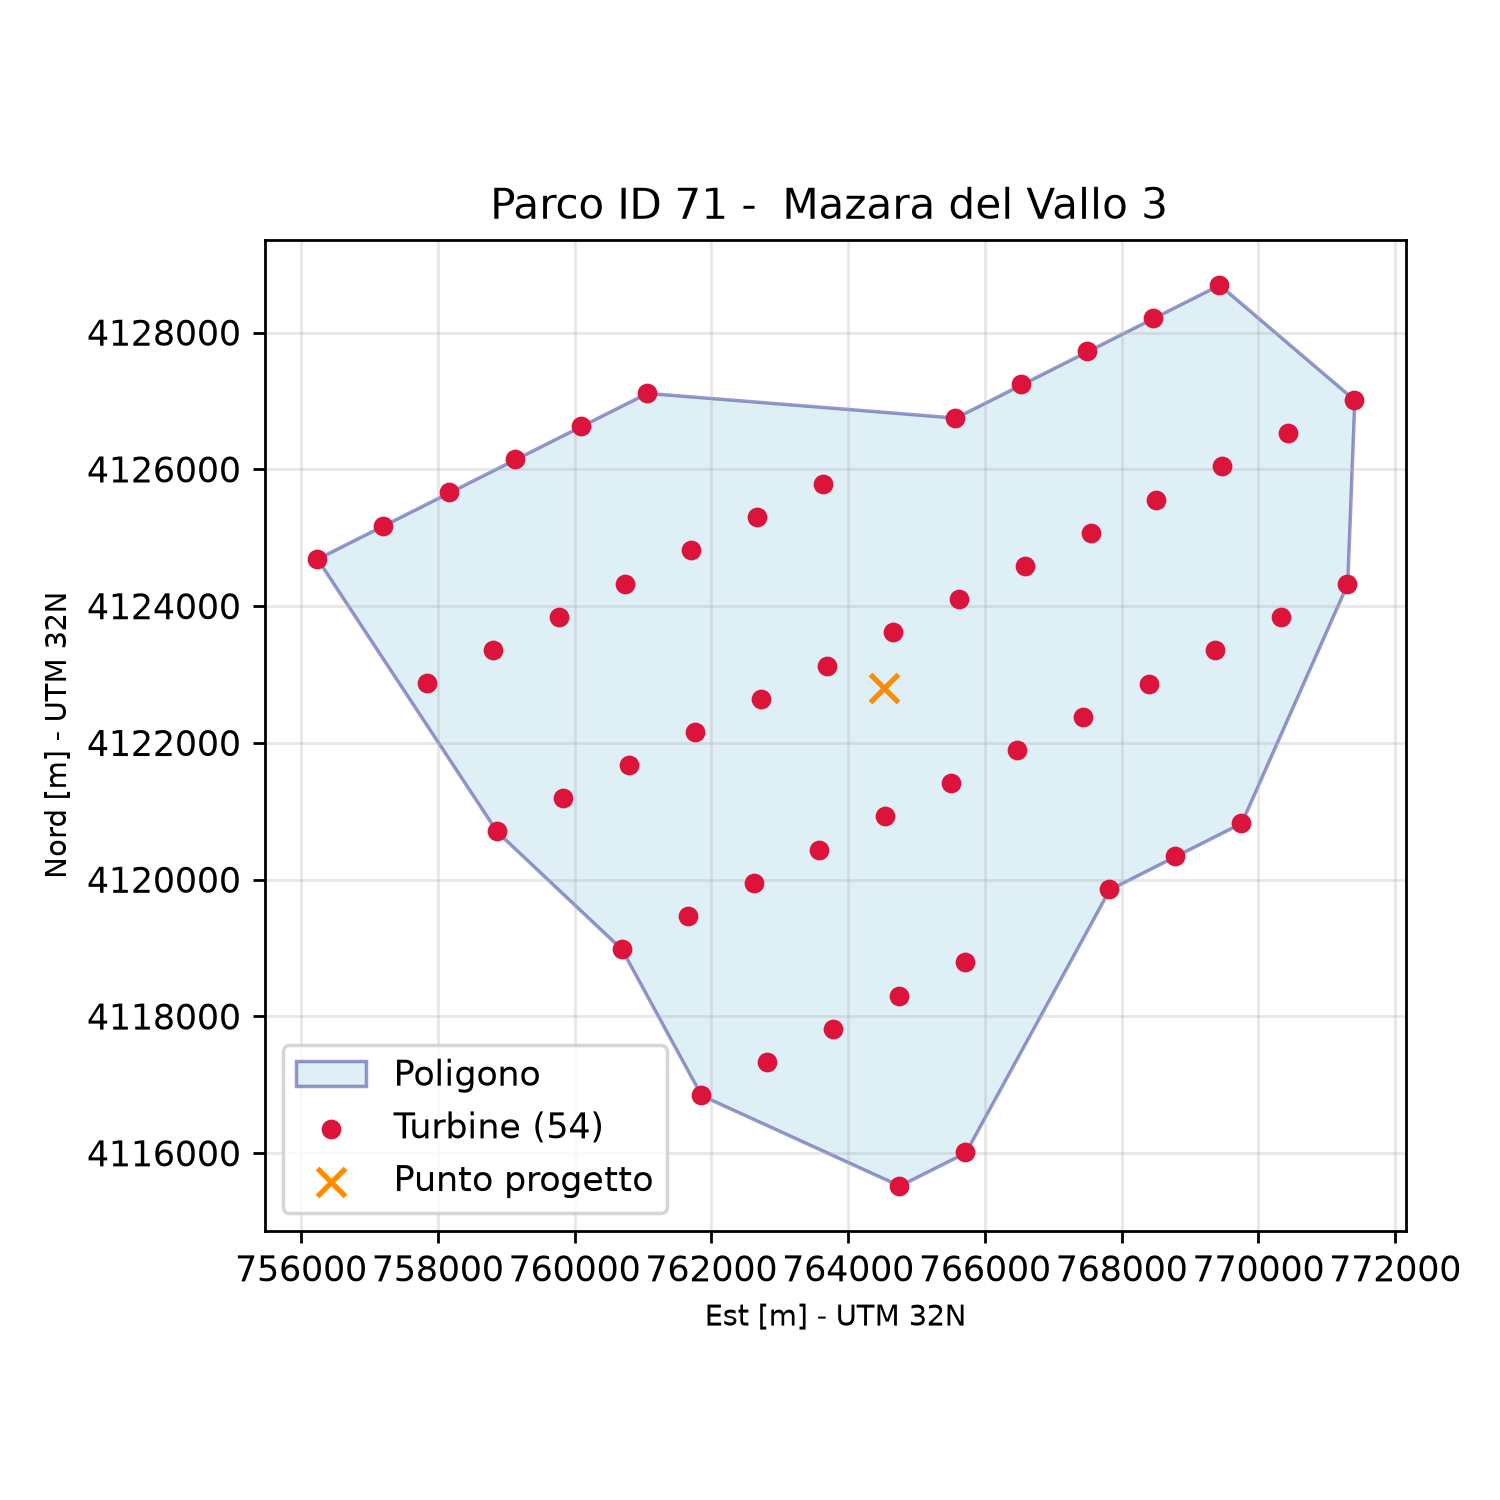 Parco ID 71 -  Mazara del Vallo 3
Nord [m] - UTM 32N
4128000
4126000
4124000
4122000
4120000
4118000
4116000
Poligono
Turbine (54)
Punto progetto
756000 758000 760000 762000 764000 766000 768000 770000 772000
Est [m] - UTM 32N